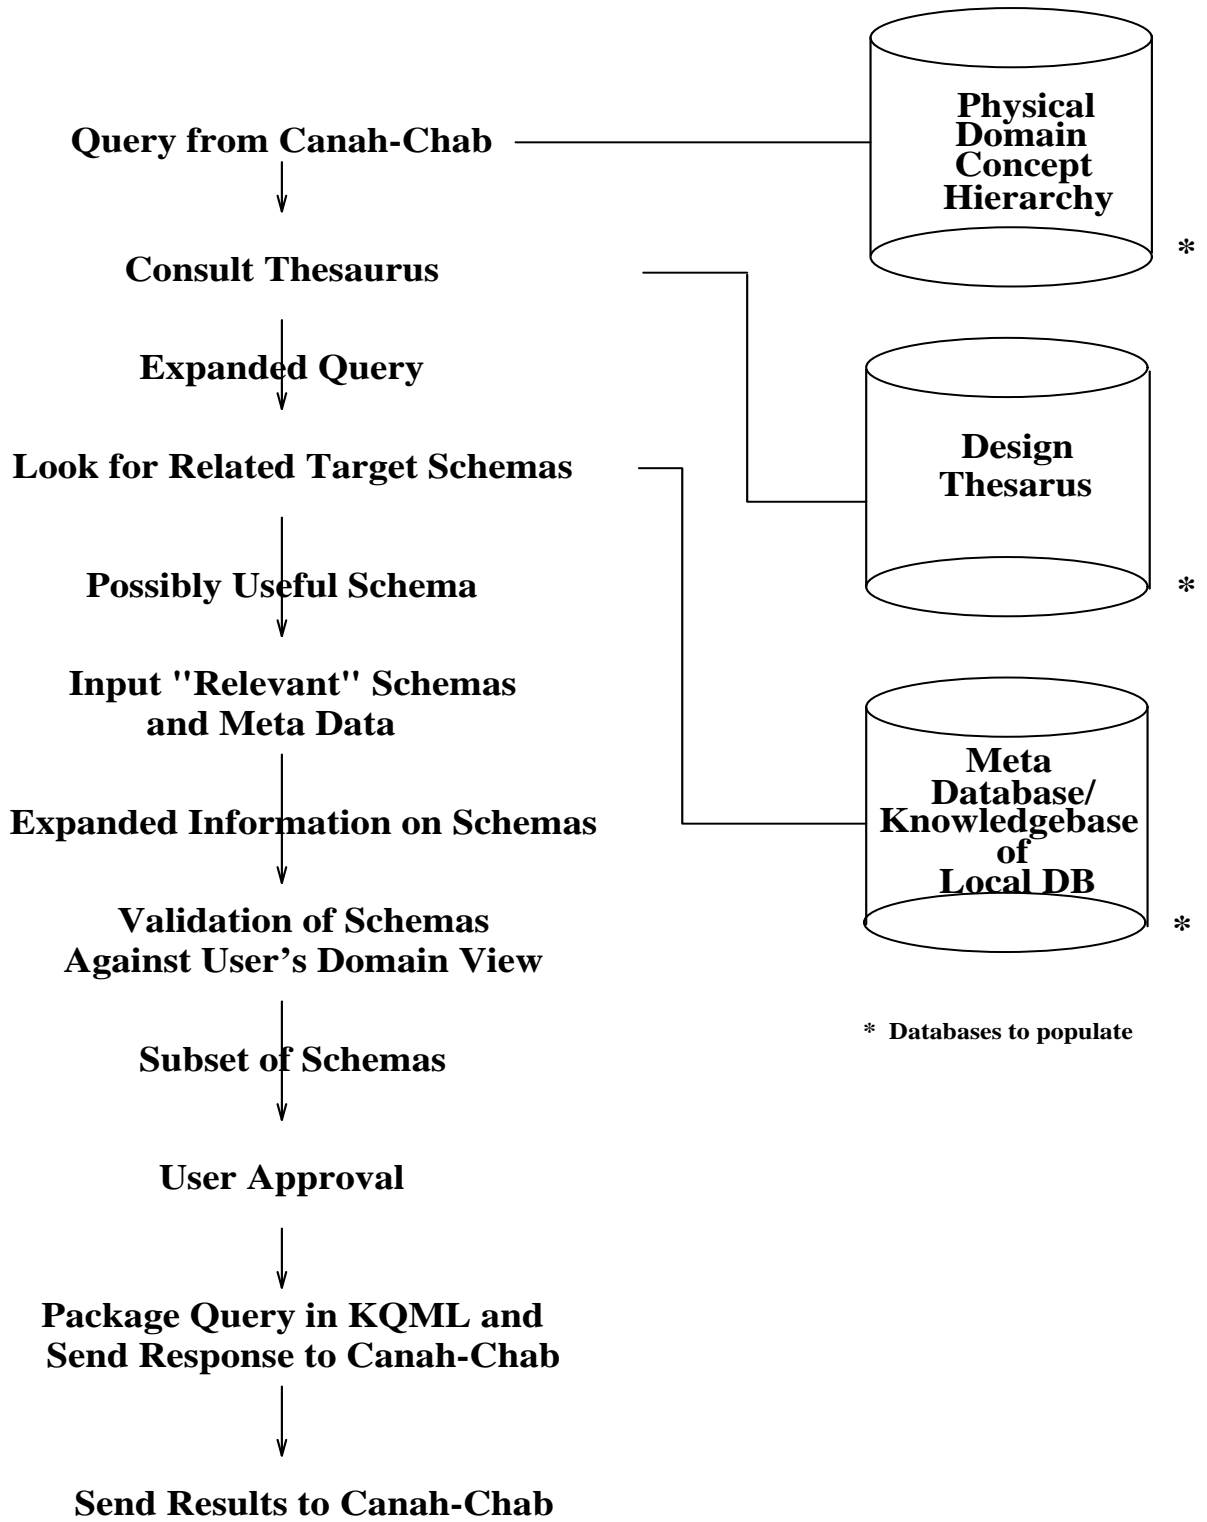 Query from Canah-Chab
Consult Thesaurus
Expanded Query
Look for Related Target Schemas
Possibly Useful Schema
Input "Relevant" Schemas
and Meta Data
Expanded Information on Schemas
Validation of Schemas
Against User's Domain View
Subset of Schemas
User Approval
Package Query in KQML and
Send Response to Canah-Chab
Send Results to Canah-Chab
Physical
Domain
Concept
Hierarchy
*
Design
Thesarus
*
Meta
Database/
Knowledgebase
of
Local DB
*
* Databases to populate